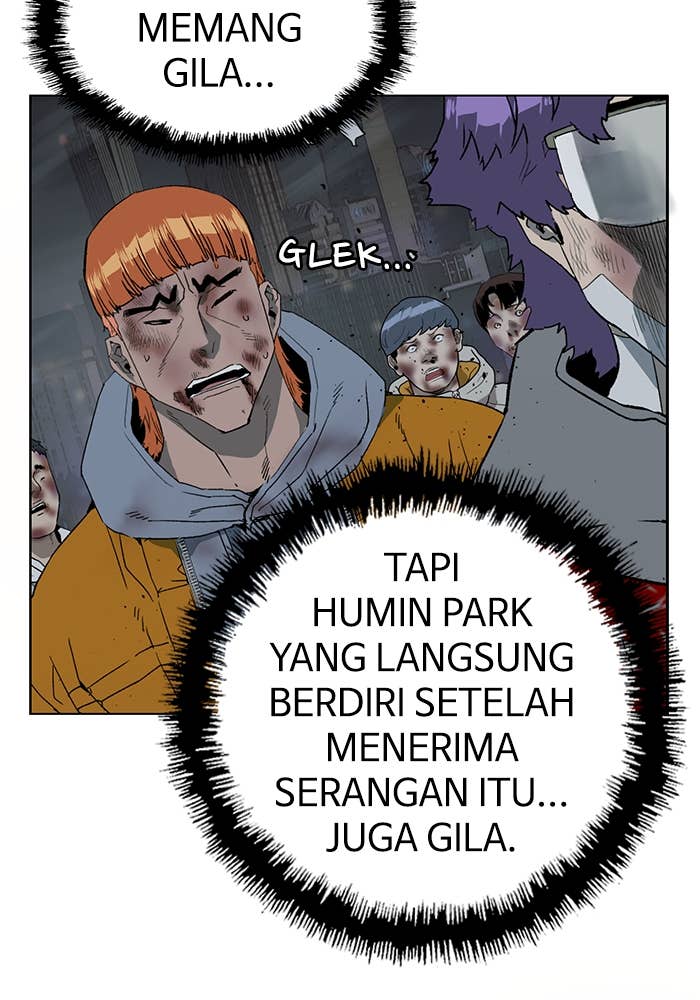 MEMANG
GILA...
GLEK...
TAPI
HUMIN PARK
YANG LANGSUNG
BERDIRI SETELAH
MENERIMA
SERANGAN ITU...
JUGA GILA.